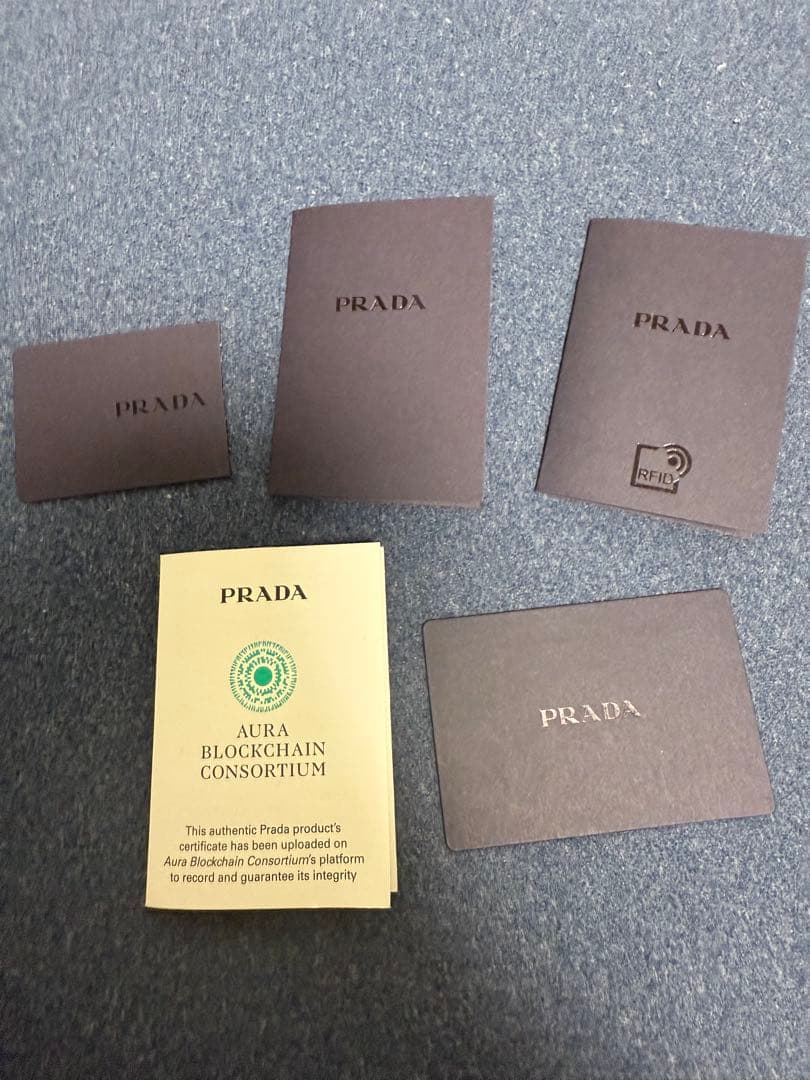 PRADA
PRADA
PRADA
RFID
PRADA
AURA
BLOCKCHAIN
CONSORTIUM
This authentic Prada product's
certificate has been uploaded on
Aura Blockchain Consortium's platform
to record and guarantee its integrity
PRADA